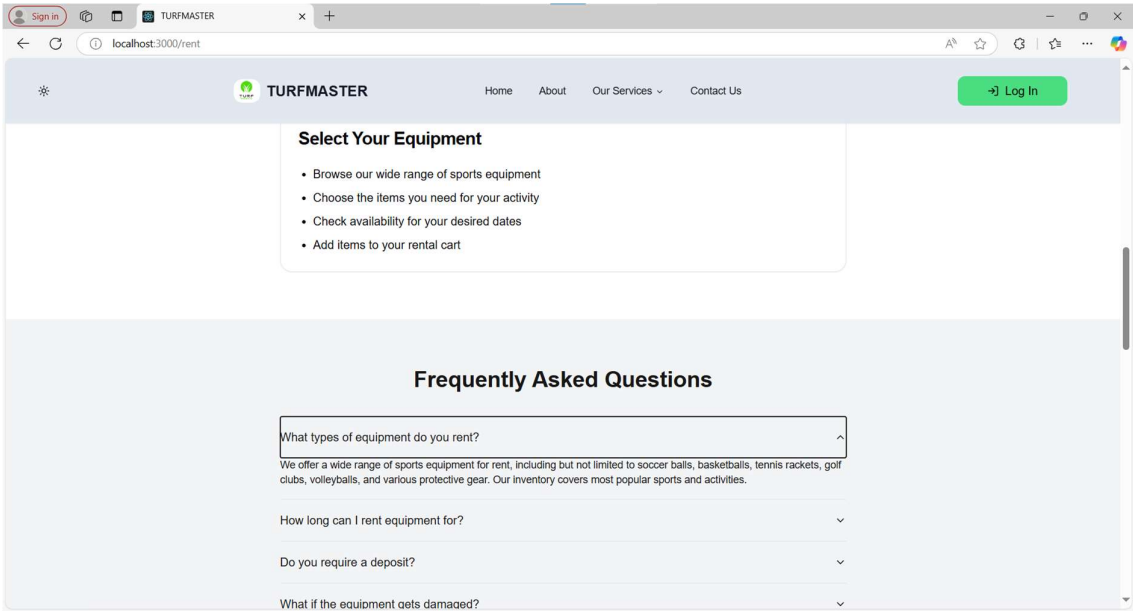 Sign in
TURFMASTER
localhost:3000/rent
TURF
TURFMASTER
Home
About
Our Services
Contact Us
Log In
Select Your Equipment
• Browse our wide range of sports equipment
• Choose the items you need for your activity
• Check availability for your desired dates
• Add items to your rental cart
Frequently Asked Questions
What types of equipment do you rent?
We offer a wide range of sports equipment for rent, including but not limited to soccer balls, basketballs, tennis rackets, golf
clubs, volleyballs, and various protective gear. Our inventory covers most popular sports and activities.
How long can I rent equipment for?
Do you require a deposit?
What if the equipment gets damaged?